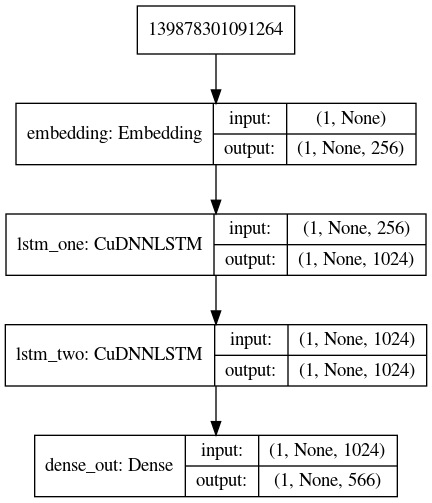 139878301091264
embedding: Embedding
input:
(1, None)
output:
(1, None, 256)
lstm_one: CuDNNLSTM
input:
(1, None, 256)
output:
(1, None, 1024)
lstm_two: CuDNNLSTM
input:
(1, None, 1024)
output:
(1, None, 1024)
dense_out: Dense
input:
(1, None, 1024)
output:
(1, None, 566)